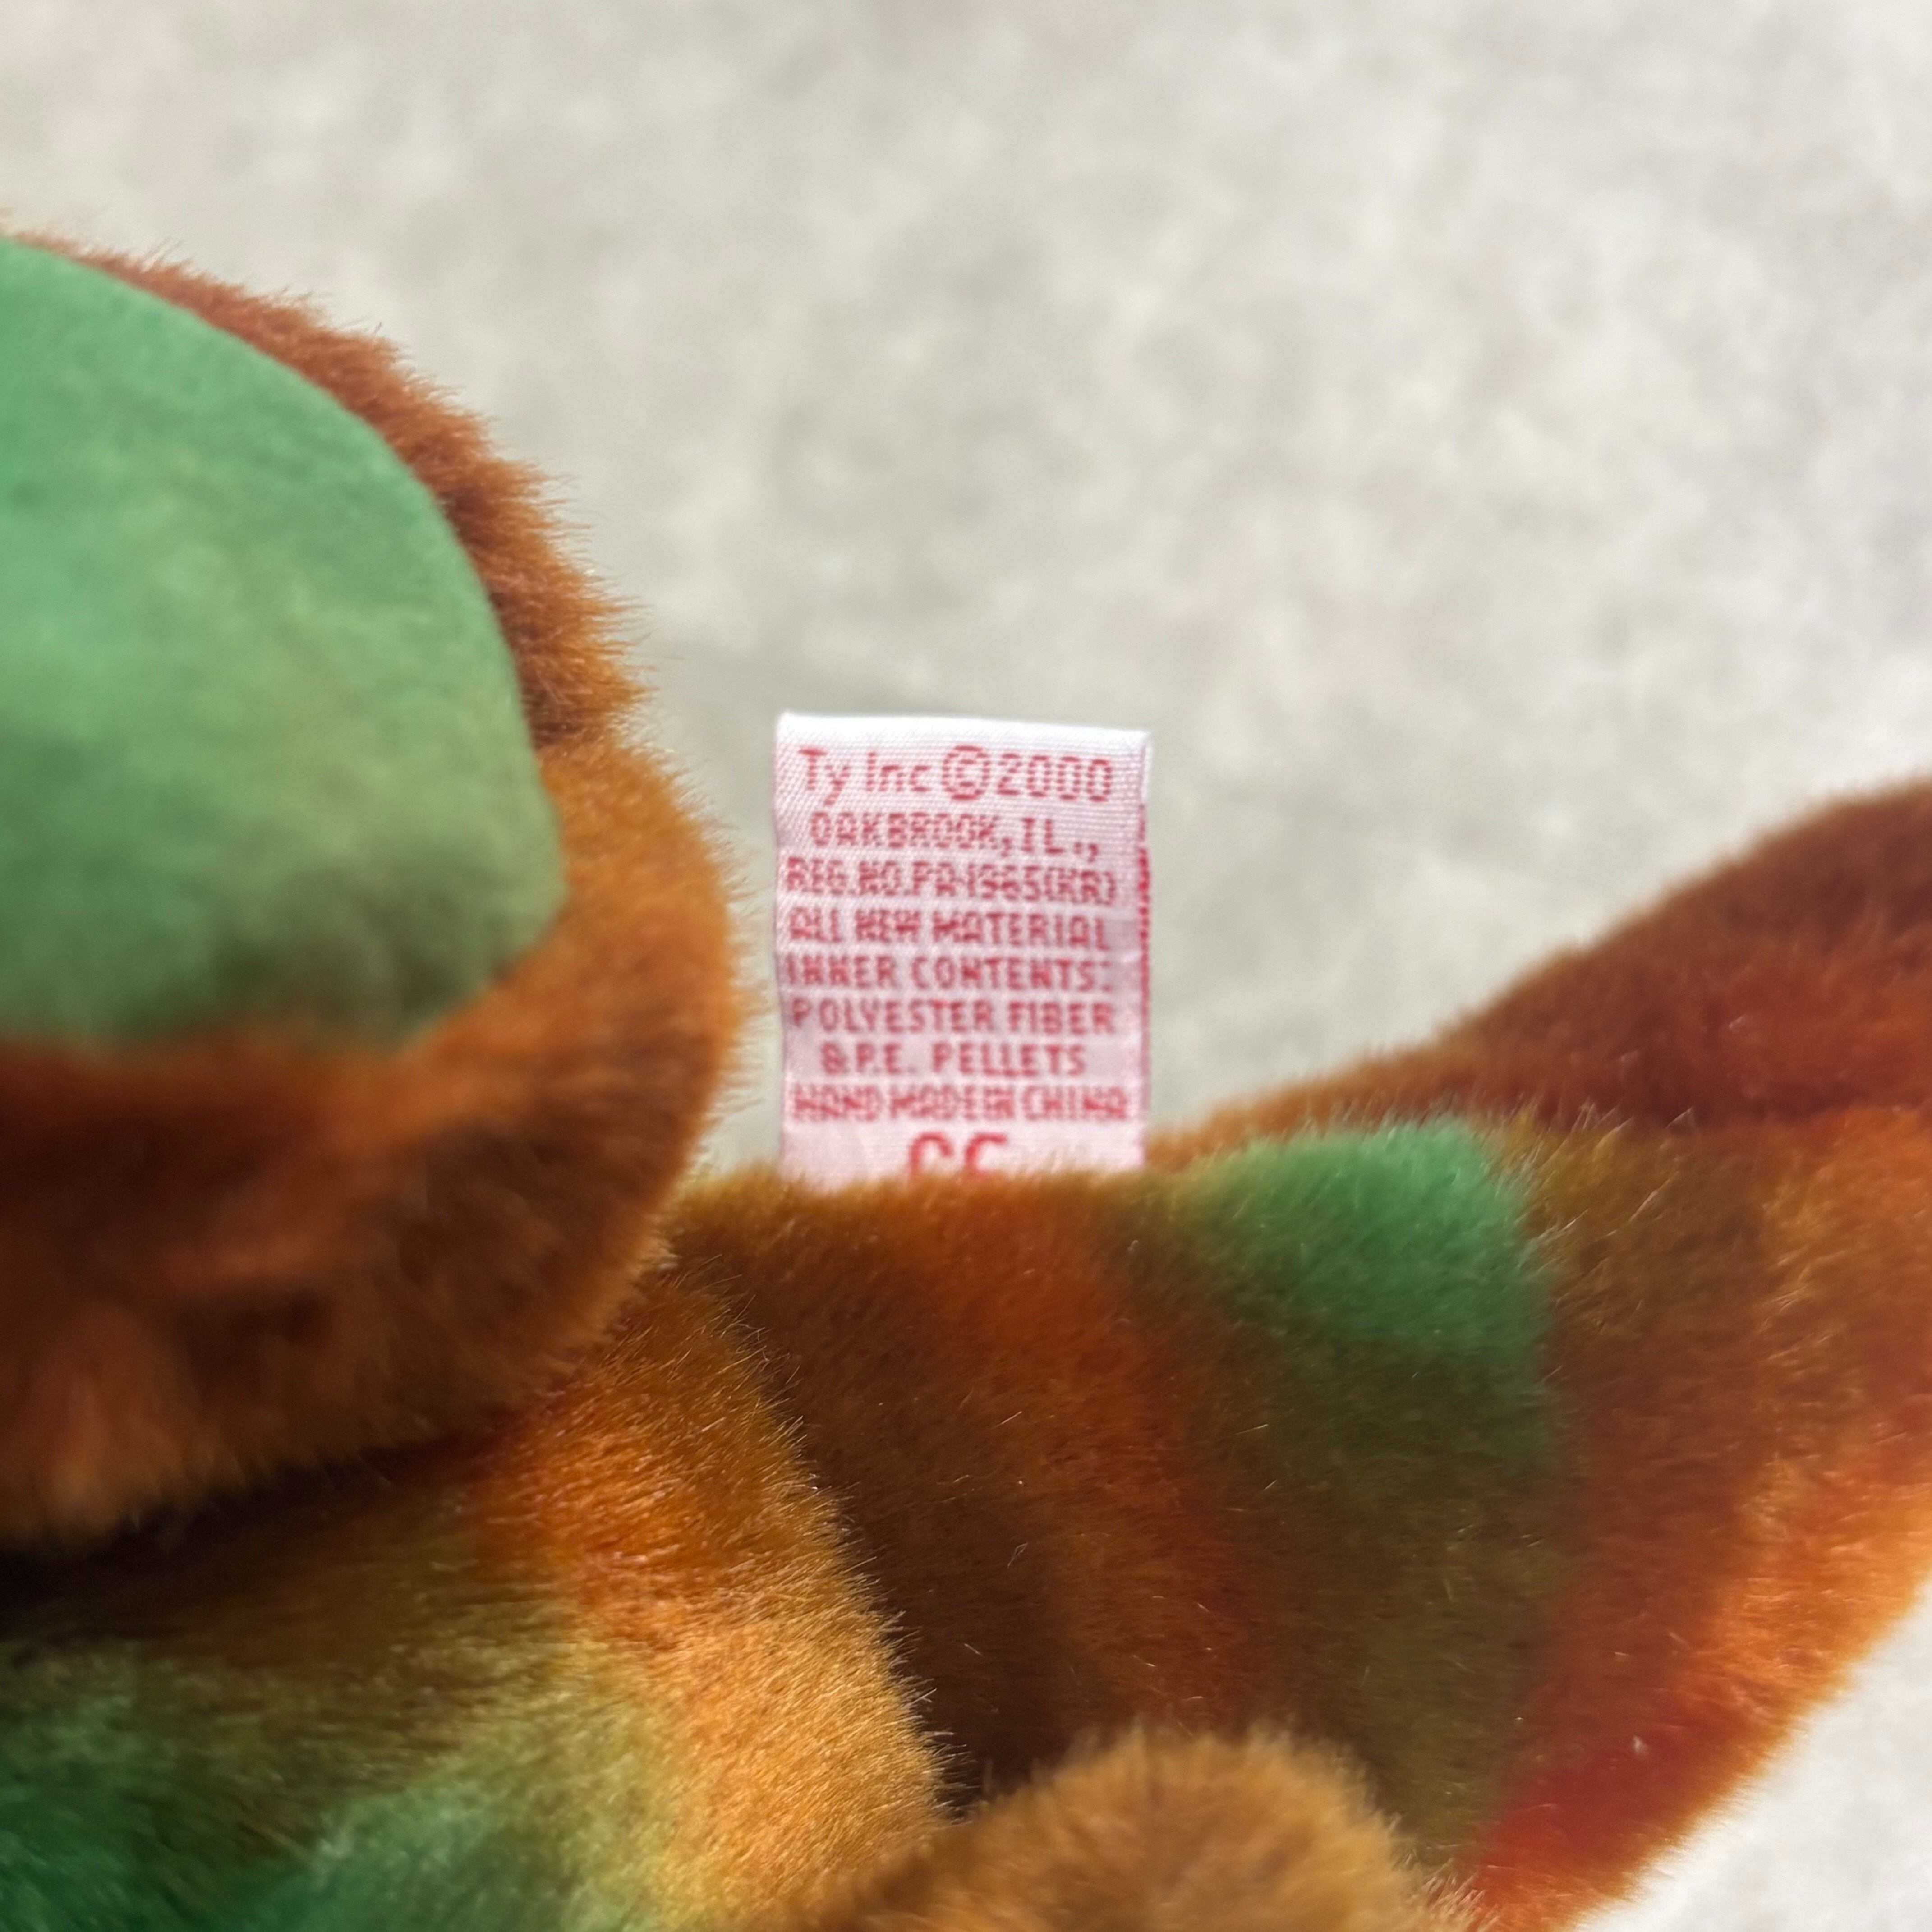 Ty Inc ©2000
OAKBROOK, IL.,
REG.NO.PA-1965(KR)
ALL NEW MATERIAL
INNER CONTENTS:
POLYESTER FIBER
& P.E. PELLETS
HAND MADE IN CHINA
CE